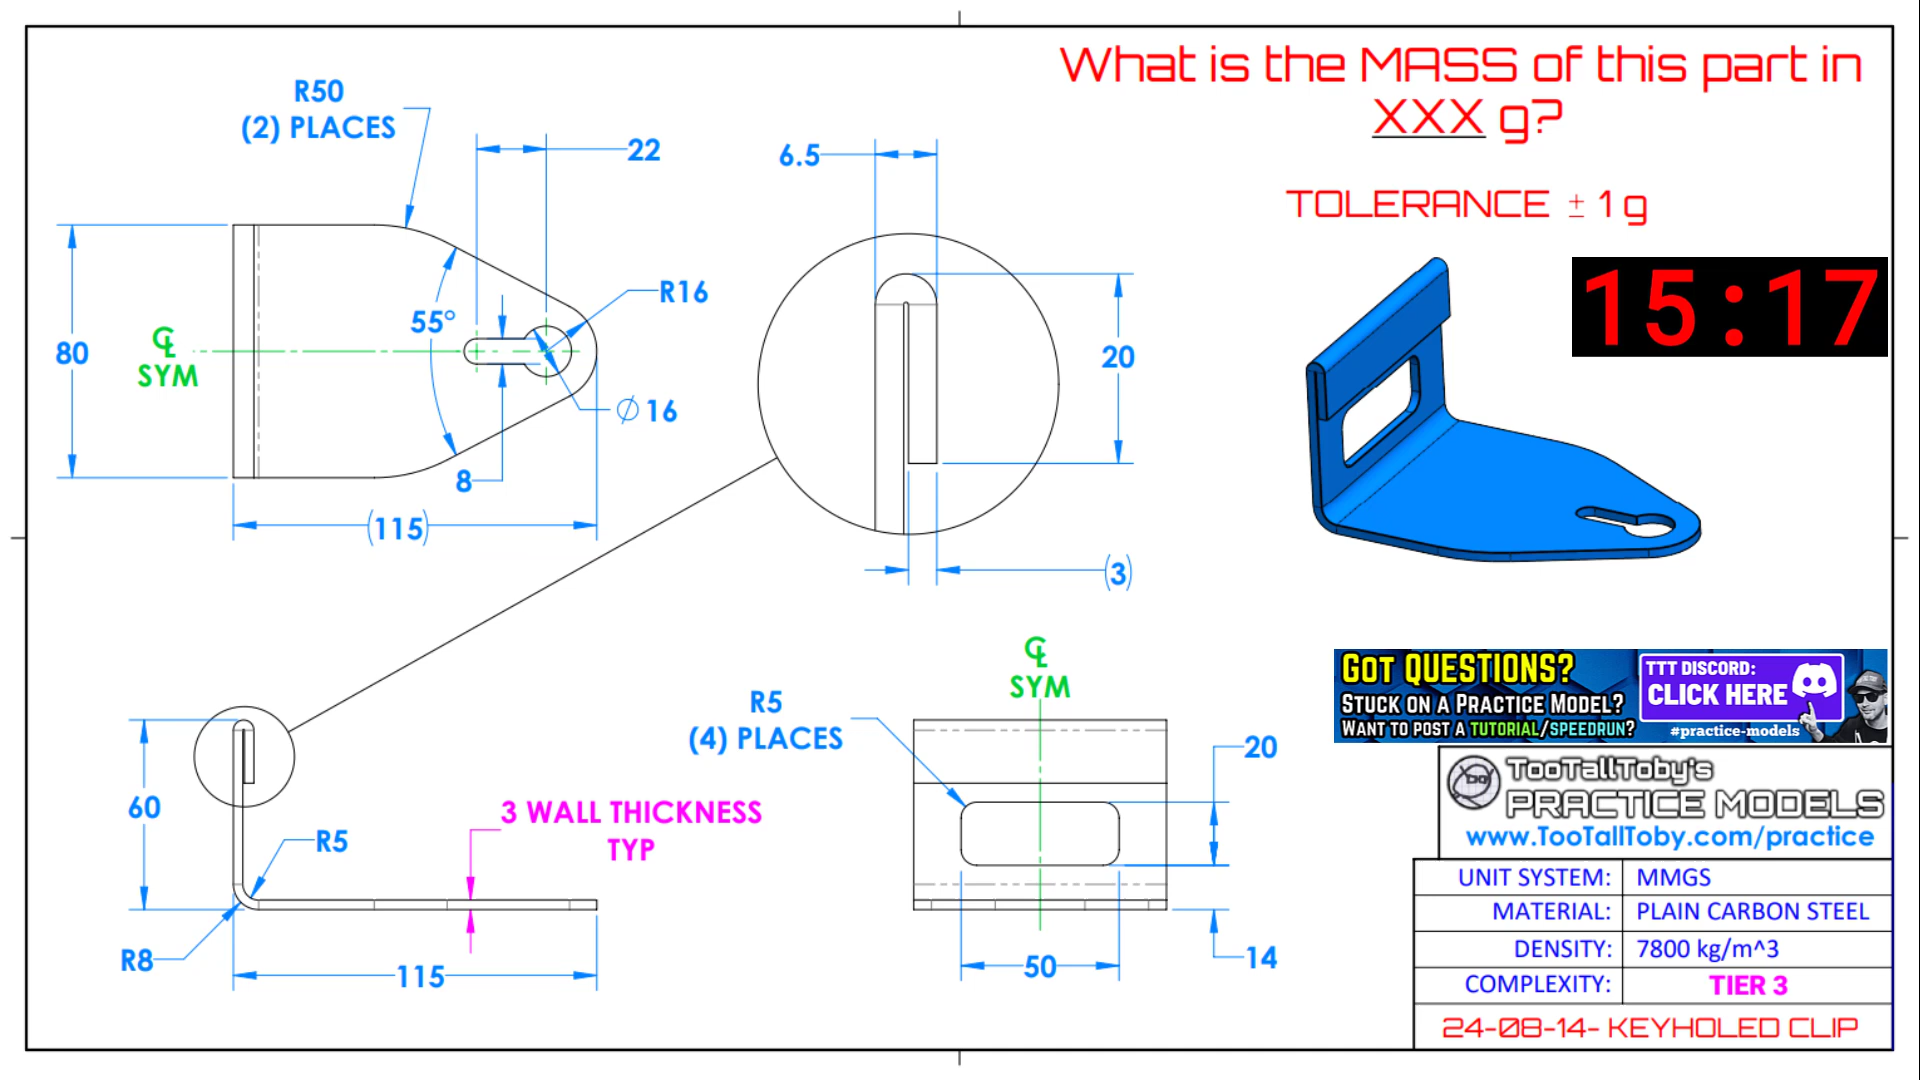 What is the MASS of this part in
XXX g?
TOLERANCE ± 1 g
15:17
R50
(2) PLACES
22
6.5
R16
55°
80
℄
SYM
Ø 16
8
(115)
20
(3)
℄
SYM
R5
(4) PLACES
20
60
3 WALL THICKNESS
TYP
R5
R8
115
50
14
GOT QUESTIONS?
STUCK ON A PRACTICE MODEL?
WANT TO POST A TUTORIAL/SPEEDRUN?
TTT DISCORD:
CLICK HERE
#practice-models
TooTallToby's
PRACTICE MODELS
www.TooTallToby.com/practice
UNIT SYSTEM: MMGS
MATERIAL: PLAIN CARBON STEEL
DENSITY: 7800 kg/m^3
COMPLEXITY: TIER 3
24-08-14- KEYHOLED CLIP